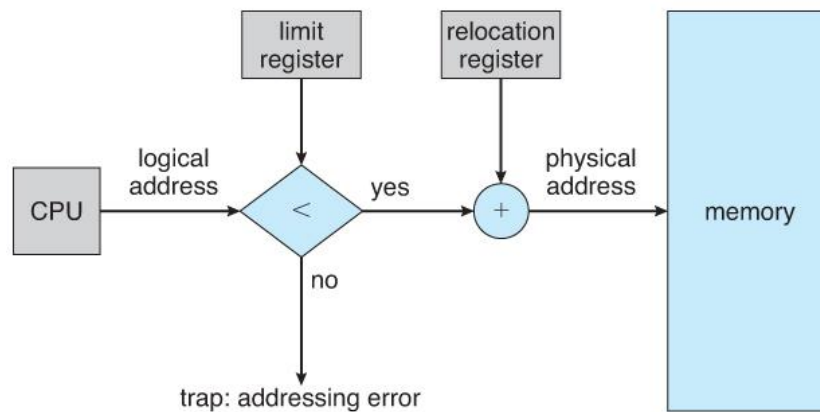 limit
register
relocation
register
logical
address
physical
address
CPU
<
yes
+
memory
no
trap: addressing error